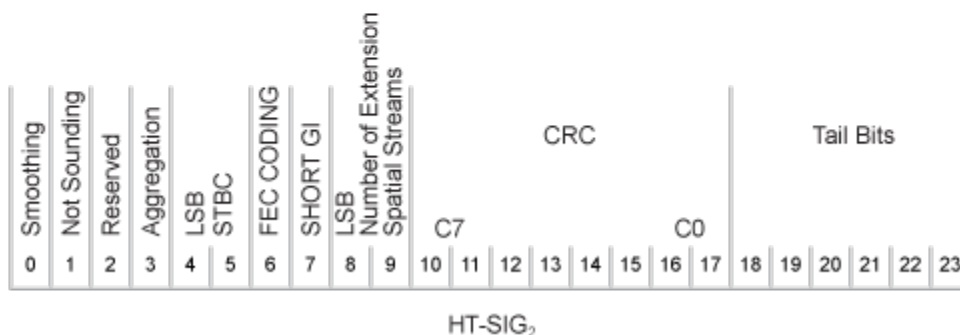 Smoothing
Not Sounding
Reserved
Aggregation
LSB
STBC
FEC CODING
SHORT GI
LSB
Number of Extension
Spatial Streams
CRC
C7
C0
Tail Bits
0 1 2 3 4 5 6 7 8 9 10 11 12 13 14 15 16 17 18 19 20 21 22 23
HT-SIG₂